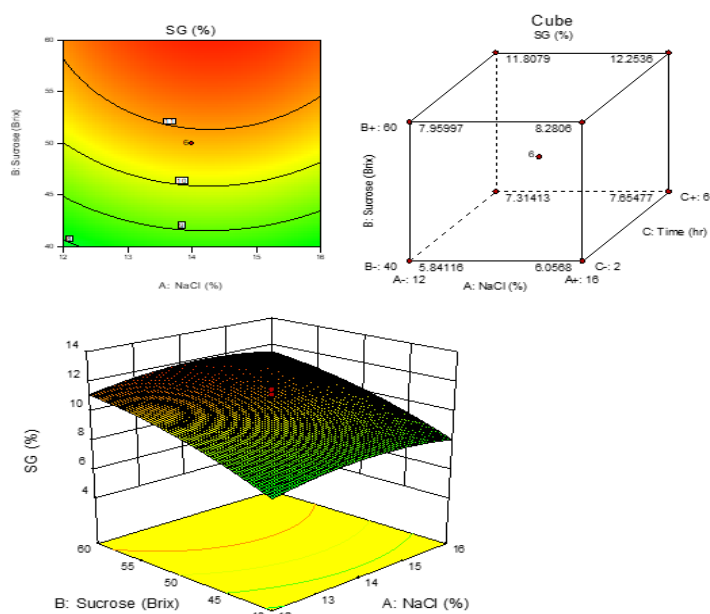 SG (%)
60
55
50
45
40
B: Sucrose (Brix)
11
6
10
12
13
14
15
16
A: NaCl (%)
Cube
SG (%)
11.8079
12.2536
B+: 60
7.95997
8.2806
6
B: Sucrose (Brix)
7.31413
7.65477
C+: 6
C: Time (hr)
B-: 40
5.84116
6.0568
C-: 2
A-: 12
A+: 16
A: NaCl (%)
14
12
10
8
6
4
SG (%)
60
55
50
45
13
14
15
16
B: Sucrose (Brix)
A: NaCl (%)